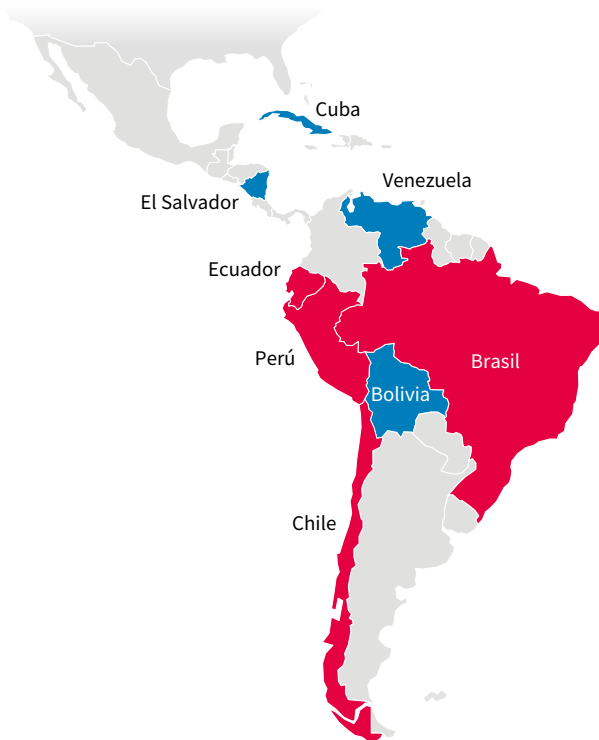 Cuba
Venezuela
El Salvador
Ecuador
Perú
Brasil
Bolivia
Chile